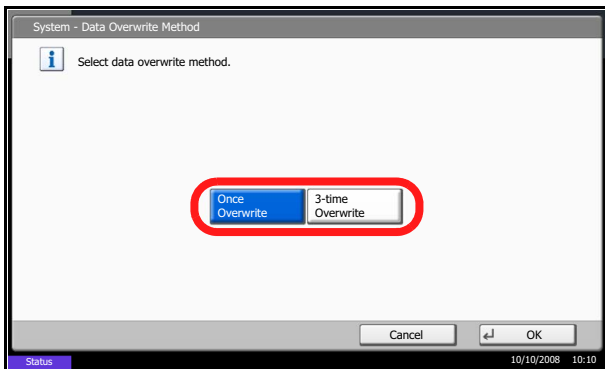 System - Data Overwrite Method
i
Select data overwrite method.
Once
Overwrite
3-time
Overwrite
Cancel
OK
Status
10/10/2008 10:10